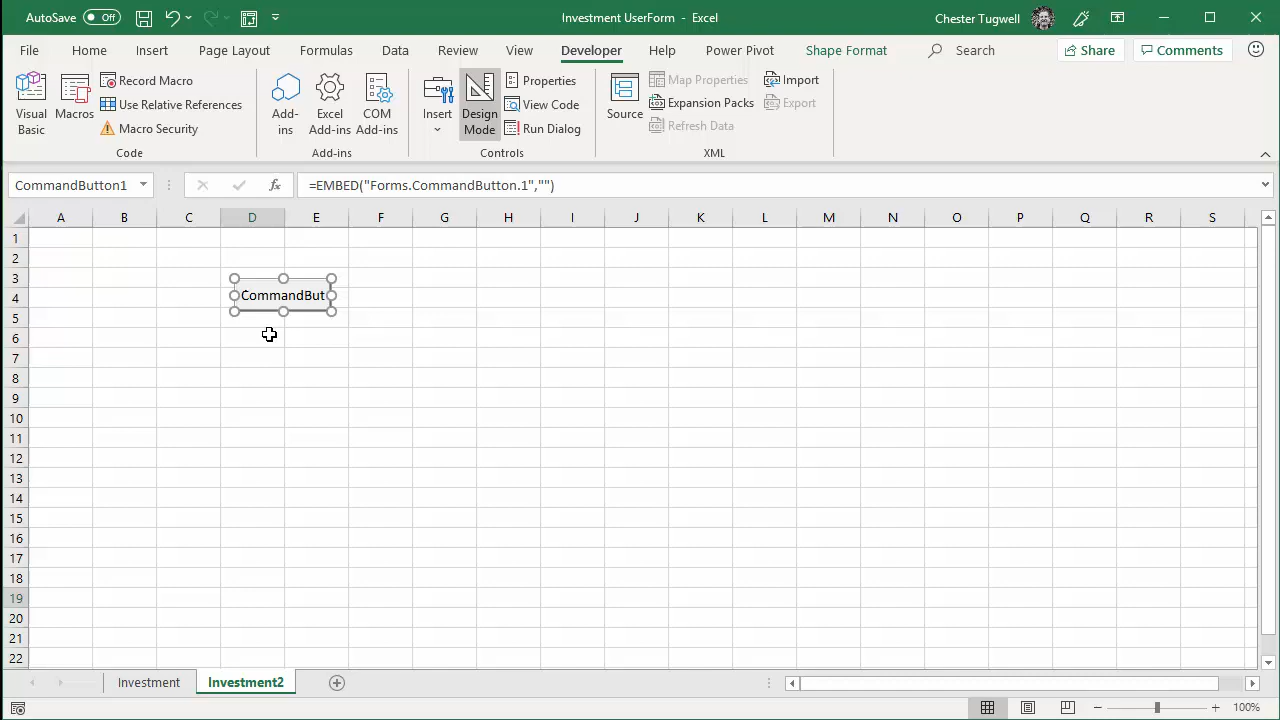 AutoSave Off Investment UserForm - Excel Chester Tugwell
File Home Insert Page Layout Formulas Data Review View Developer Help Power Pivot Shape Format Search Share Comments
Visual Basic
Macros
Record Macro
Use Relative References
Macro Security
Code
Add-ins
Excel Add-ins
COM Add-ins
Add-ins
Insert
Design Mode
Properties
View Code
Run Dialog
Controls
Source
Map Properties
Expansion Packs
Refresh Data
Import
Export
XML
CommandButton1 fx =EMBED("Forms.CommandButton.1","")
A B C D E F G H I J K L M N O P Q R S
1
2
3
4
CommandBut
5
6
7
8
9
10
11
12
13
14
15
16
17
18
19
20
21
22
Investment Investment2
100%